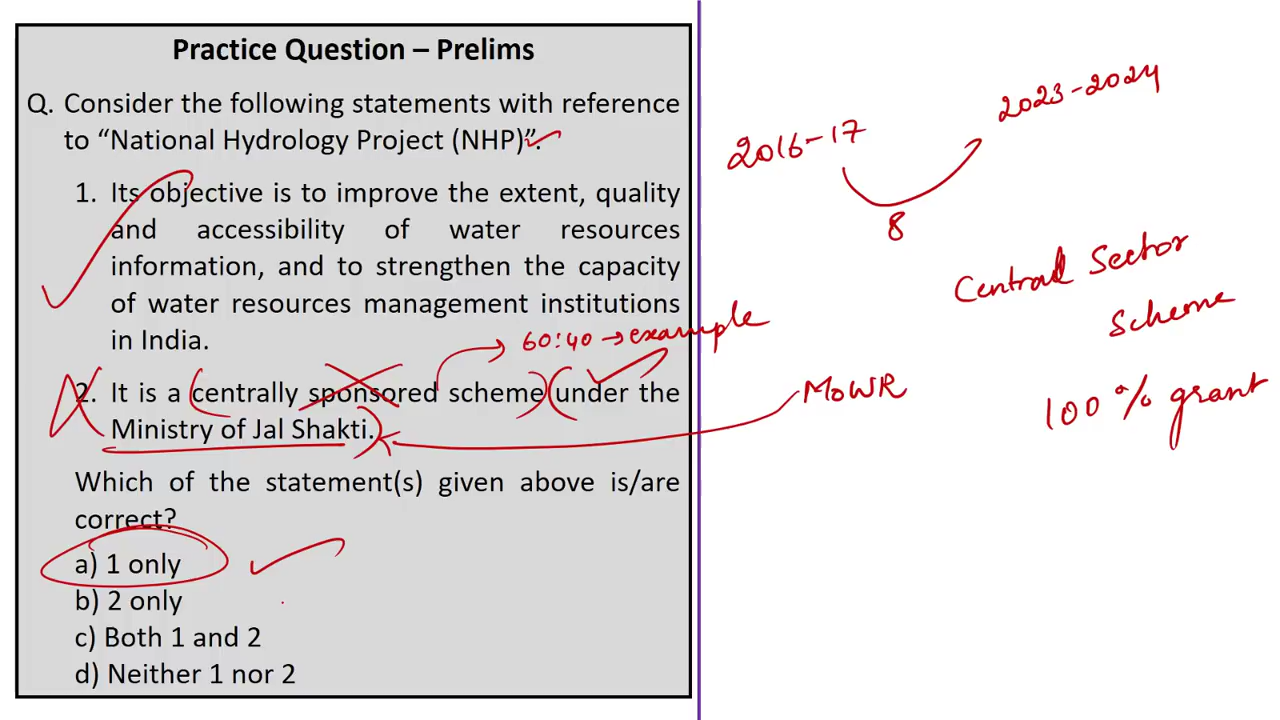 Practice Question – Prelims
Q. Consider the following statements with reference
to “National Hydrology Project (NHP)”.
1. Its objective is to improve the extent, quality
and accessibility of water resources
information, and to strengthen the capacity
of water resources management institutions
in India.
60:40 → example
2. It is a centrally sponsored scheme under the
Ministry of Jal Shakti.
Which of the statement(s) given above is/are
correct?
a) 1 only
b) 2 only
c) Both 1 and 2
d) Neither 1 nor 2
2016-17
2023-2024
8
Central Sector
Scheme
MoWR
100 % grant